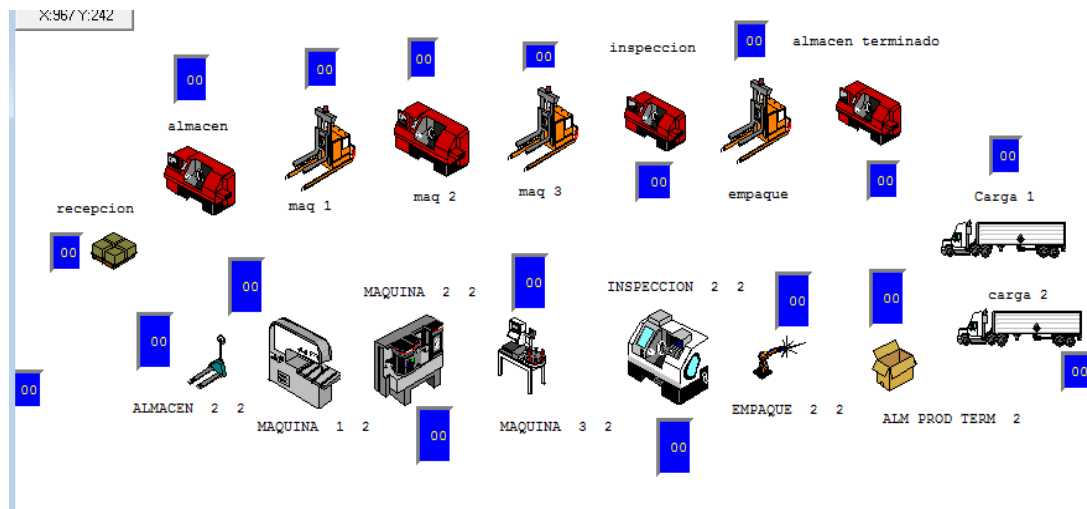 X:967 Y:242
inspeccion
00
almacen terminado
00
00
00
00
almacen
00
00
00
maq 1
maq 2
maq 3
empaque
Carga 1
recepcion
00
00
MAQUINA 2 2
00
INSPECCION 2 2
00
00
carga 2
00
00
00
ALMACEN 2 2
MAQUINA 1 2
00
MAQUINA 3 2
00
EMPAQUE 2 2
ALM PROD TERM 2